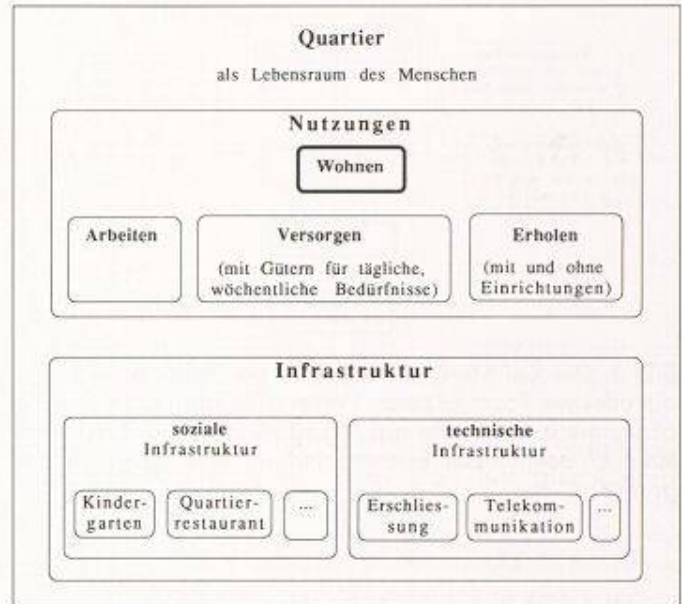 Quartier
als Lebensraum des Menschen
Nutzungen
Wohnen
Arbeiten
Versorgen
(mit Gütern für tägliche,
wöchentliche Bedürfnisse)
Erholen
(mit und ohne
Einrichtungen)
Infrastruktur
soziale
Infrastruktur
Kinder-
garten
Quartier-
restaurant
...
technische
Infrastruktur
Erschlies-
sung
Telekom-
munikation
...